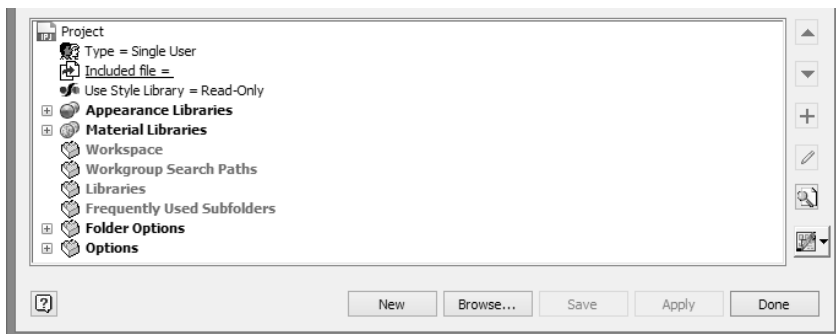 Project
Type = Single User
Included file =
Use Style Library = Read-Only
Appearance Libraries
Material Libraries
Workspace
Workgroup Search Paths
Libraries
Frequently Used Subfolders
Folder Options
Options
New Browse... Save Apply Done